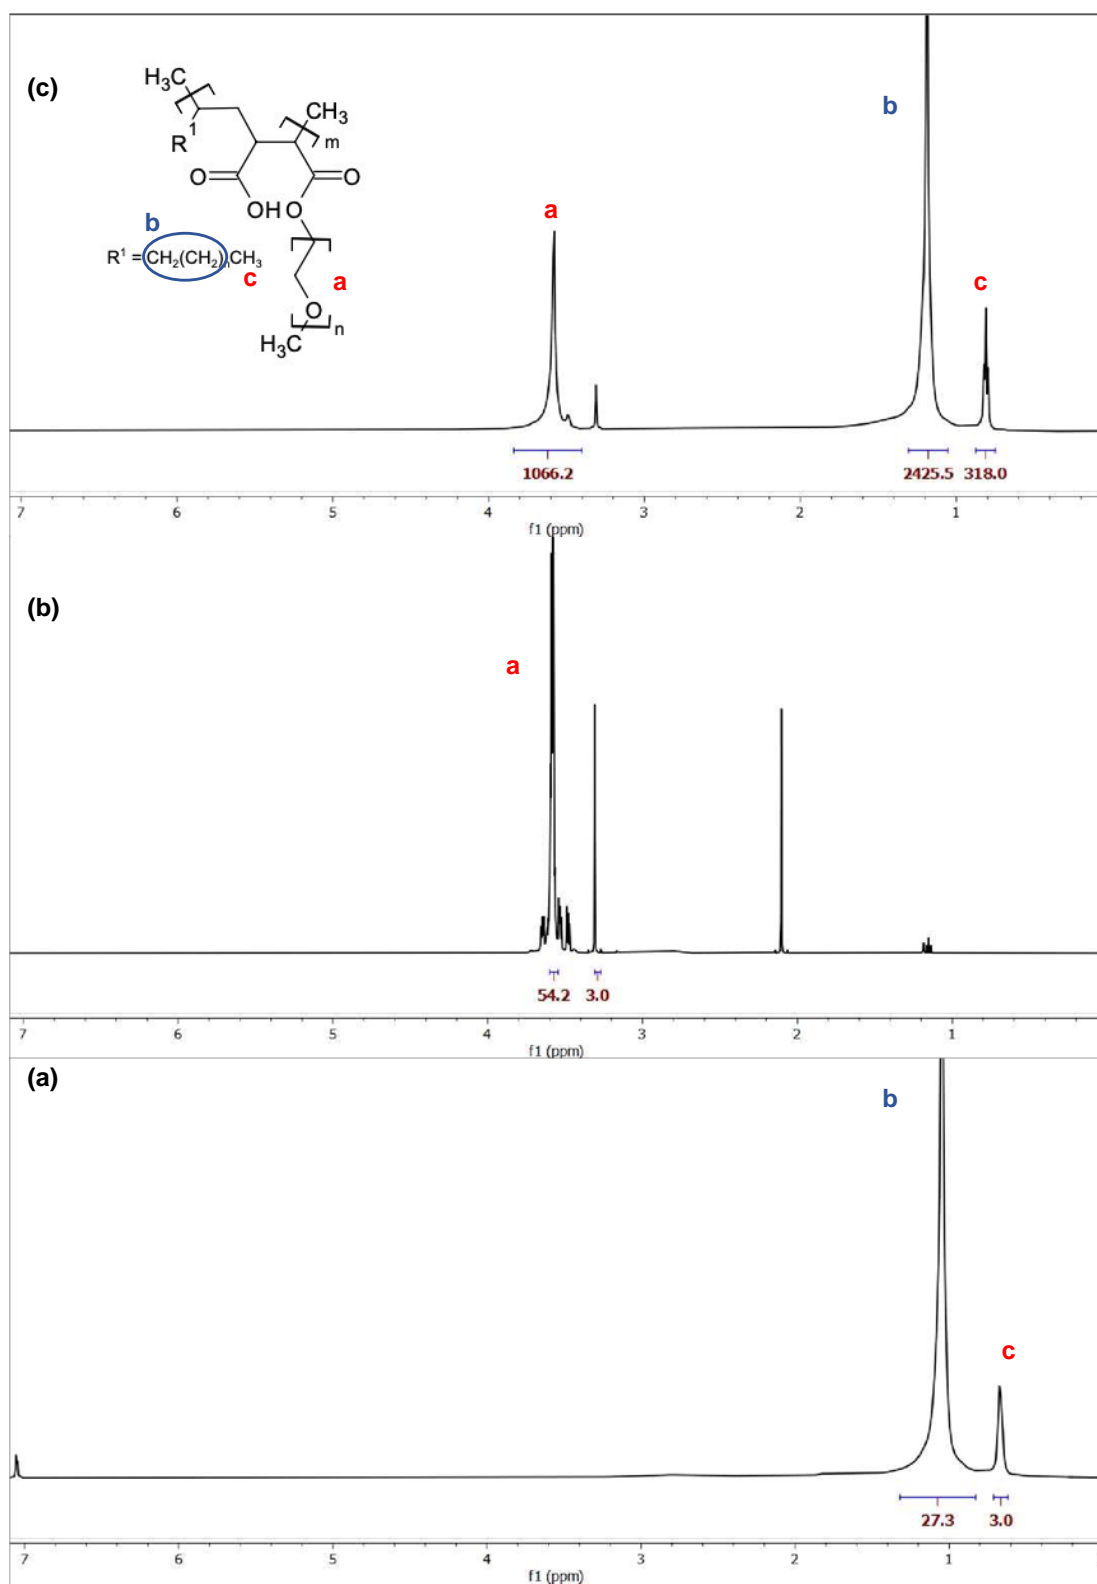 (c)
H₃C
1
R
CH₃
m
O
O
OH
O
b
R¹ = CH₂(CH₂)ₙCH₃
c
a
O
n
H₃C
a
b
c
1066.2
2425.5
318.0
7 6 5 4 3 2 1
f1 (ppm)
(b)
a
54.2
3.0
7 6 5 4 3 2 1
f1 (ppm)
(a)
b
c
27.3
3.0
7 6 5 4 3 2 1
f1 (ppm)